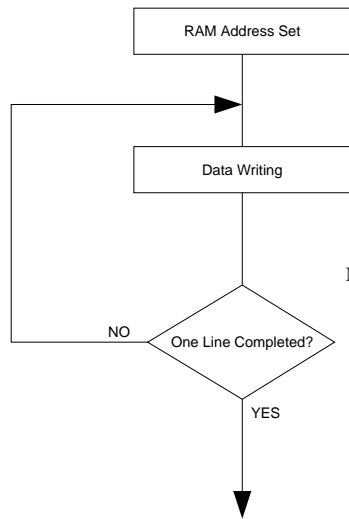 RAM Address Set
Data Writing
One Line Completed?
NO
YES